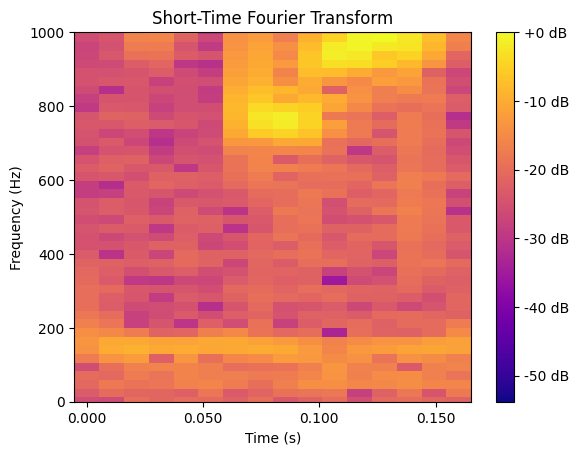 Short-Time Fourier Transform
Frequency (Hz)
1000
800
600
400
200
0
0.000
0.050
0.100
0.150
Time (s)
+0 dB
-10 dB
-20 dB
-30 dB
-40 dB
-50 dB